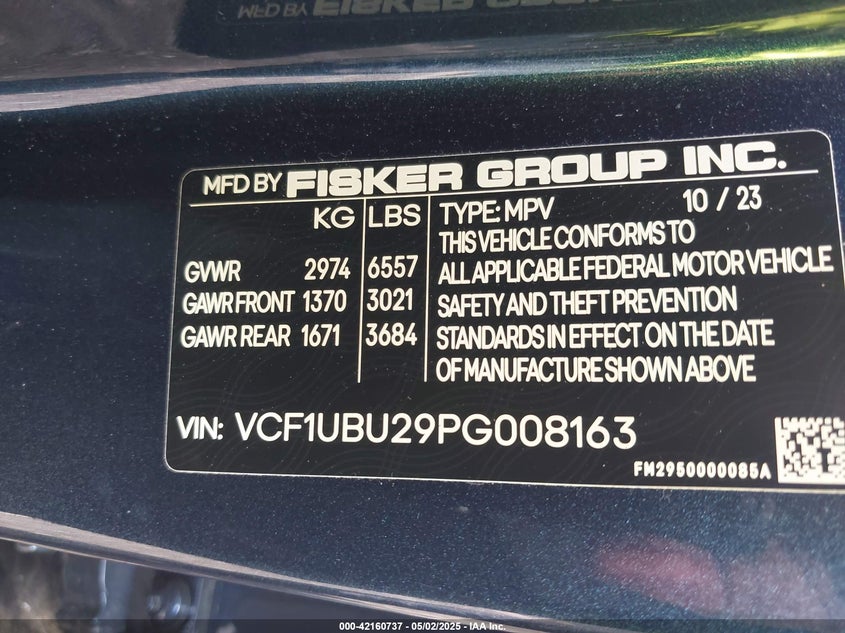 MFD BY FISKER GROUP INC.
KG LBS TYPE: MPV 10 / 23
THIS VEHICLE CONFORMS TO
GVWR 2974 6557 ALL APPLICABLE FEDERAL MOTOR VEHICLE
GAWR FRONT 1370 3021 SAFETY AND THEFT PREVENTION
GAWR REAR 1671 3684 STANDARDS IN EFFECT ON THE DATE
OF MANUFACTURE SHOWN ABOVE
VIN: VCF1UBU29PG008163
FM2950000085A
000-42160737 - 05/02/2025 - IAA Inc.